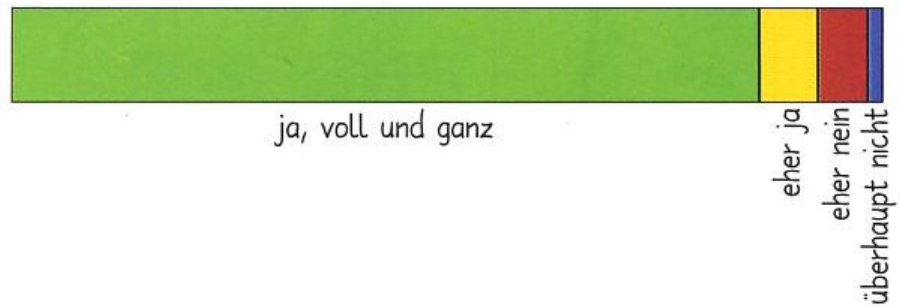 ja, voll und ganz
eher ja
eher nein
überhaupt nicht